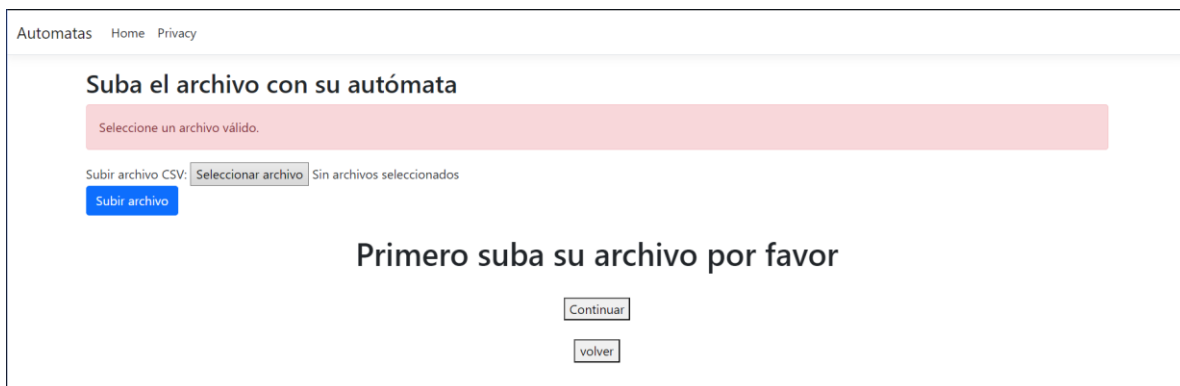 Automatas Home Privacy
Suba el archivo con su autómata
Seleccione un archivo válido.
Subir archivo CSV: Seleccionar archivo Sin archivos seleccionados
Subir archivo
Primero suba su archivo por favor
Continuar
volver